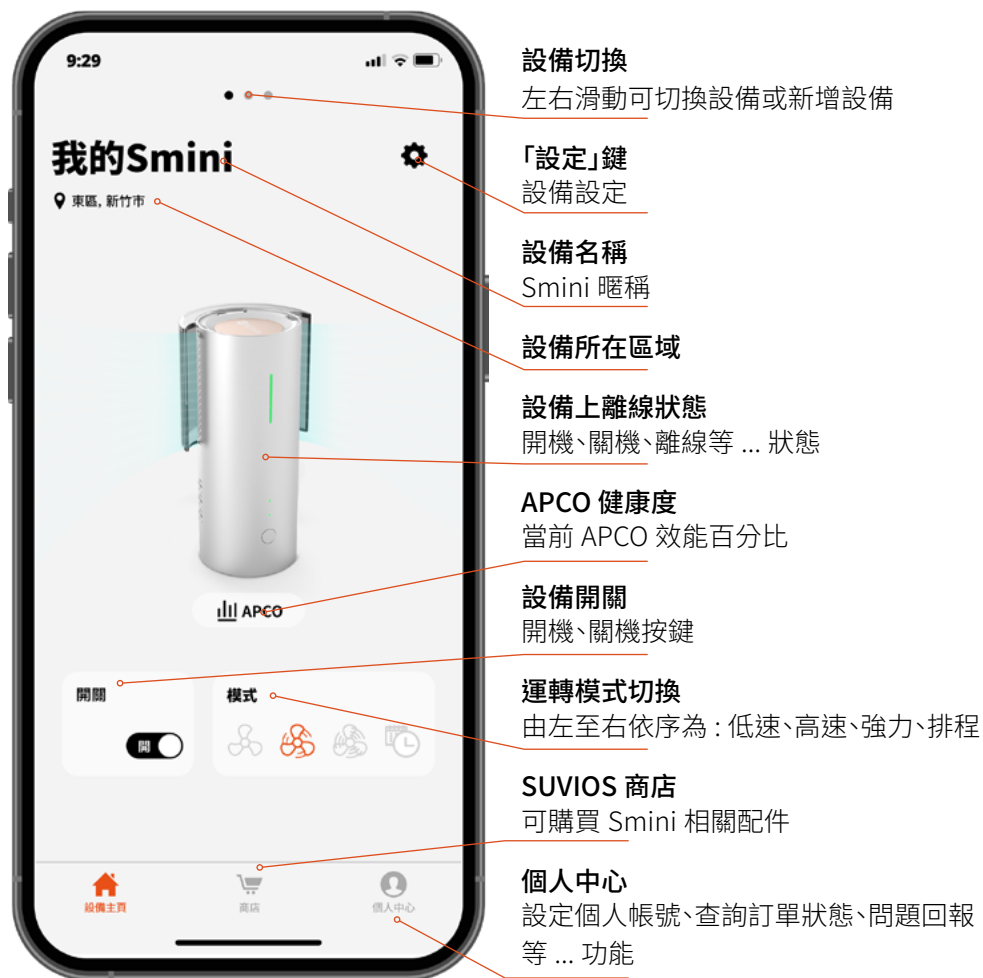 9:29
我的Smini
東區, 新竹市
APCO
開關
開
模式
設備主頁
商店
個人中心
設備切換
左右滑動可切換設備或新增設備
「設定」鍵
設備設定
設備名稱
Smini 暱稱
設備所在區域
設備上離線狀態
開機、關機、離線等 ... 狀態
APCO 健康度
當前 APCO 效能百分比
設備開關
開機、關機按鍵
運轉模式切換
由左至右依序為 : 低速、高速、強力、排程
SUVIOS 商店
可購買 Smini 相關配件
個人中心
設定個人帳號、查詢訂單狀態、問題回報
等 ... 功能